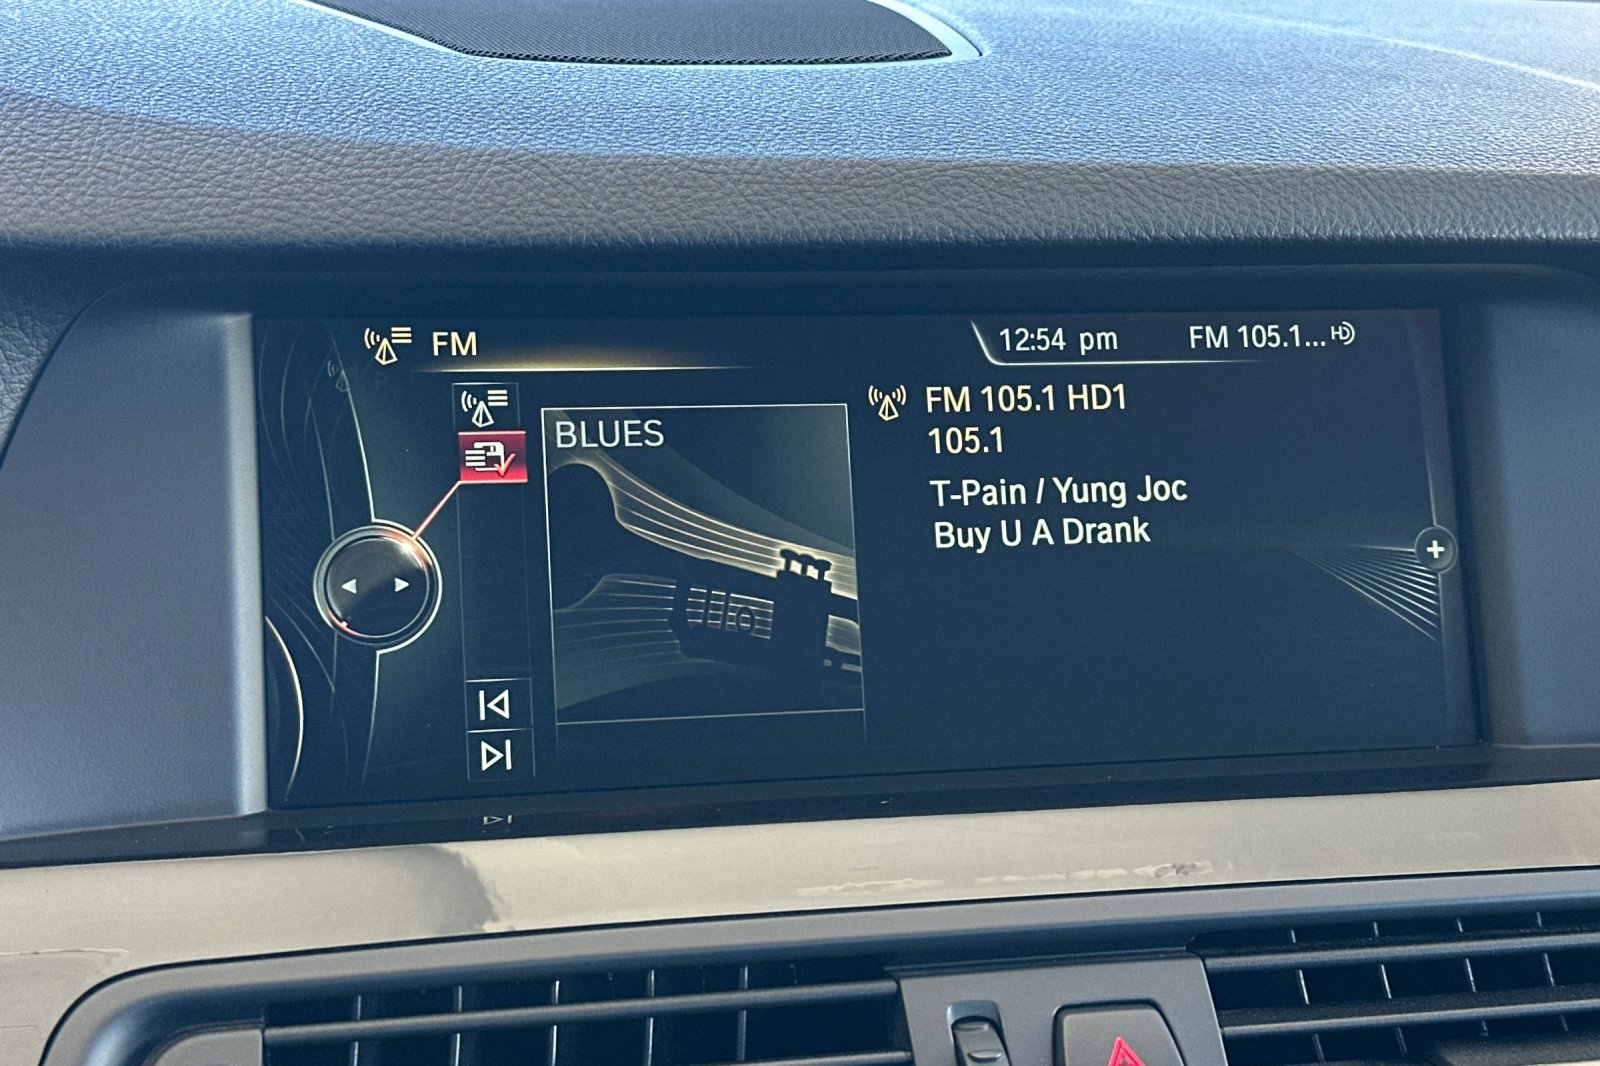 FM
12:54 pm
FM 105.1... HD
BLUES
FM 105.1 HD1
105.1
T-Pain / Yung Joc
Buy U A Drank